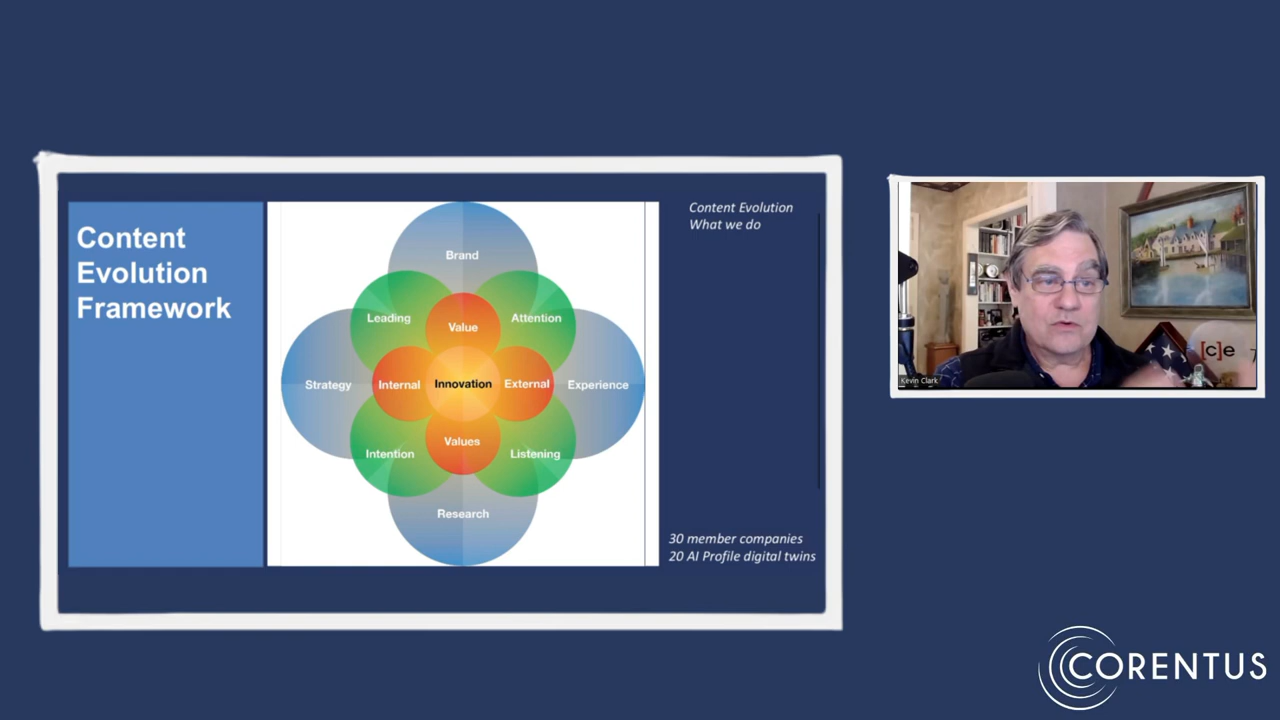 Content
Evolution
Framework
Brand
Leading
Attention
Value
Strategy
Internal
Innovation
External
Experience
Values
Intention
Listening
Research
Content Evolution
What we do
30 member companies
20 AI Profile digital twins
[c]e
Kevin Clark
CORENTUS